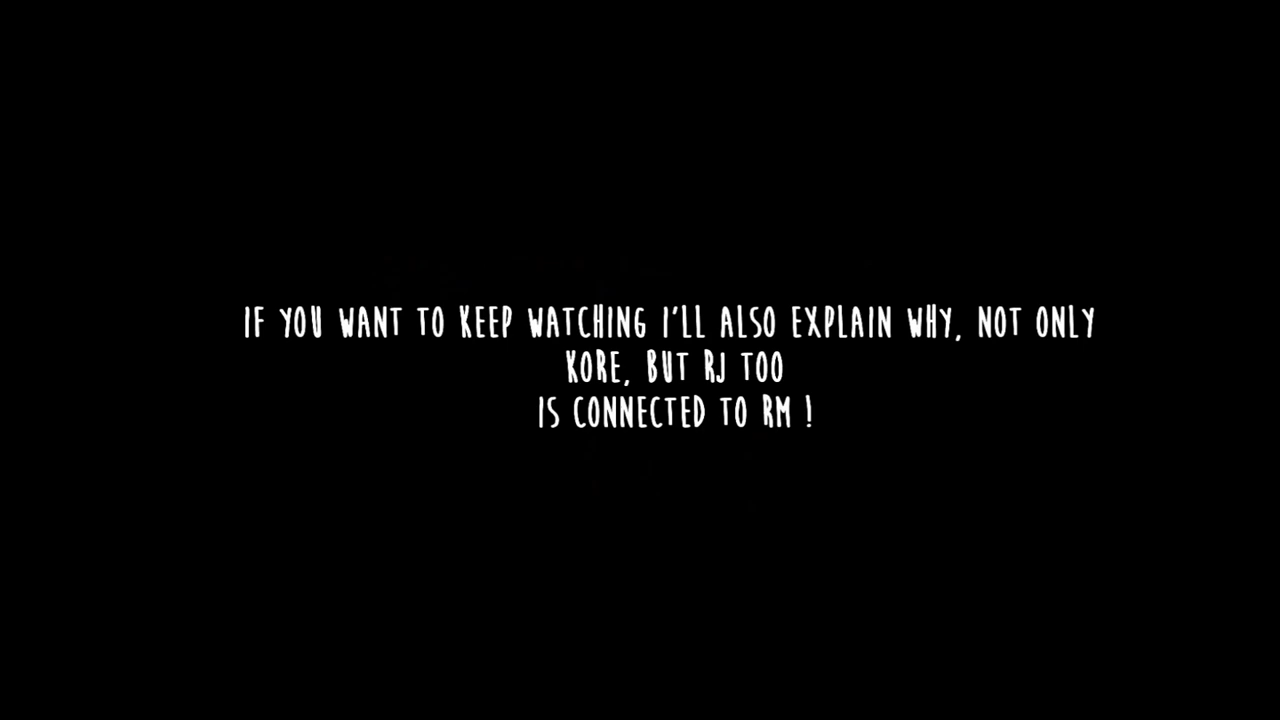 IF YOU WANT TO KEEP WATCHING I'LL ALSO EXPLAIN WHY, NOT ONLY
KORE, BUT RJ TOO
IS CONNECTED TO RM !